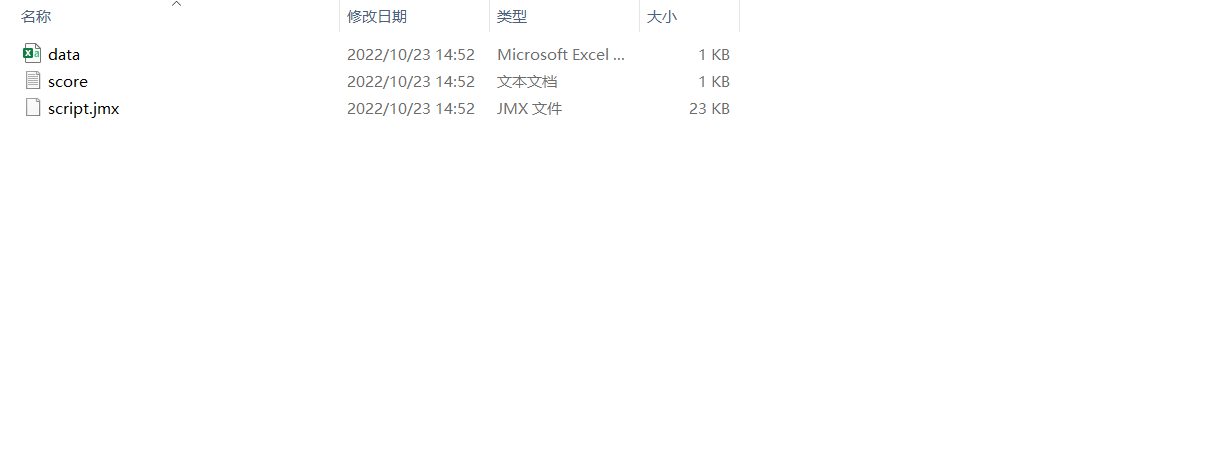 名称 修改日期 类型 大小
data 2022/10/23 14:52 Microsoft Excel ... 1 KB
score 2022/10/23 14:52 文本文档 1 KB
script.jmx 2022/10/23 14:52 JMX 文件 23 KB